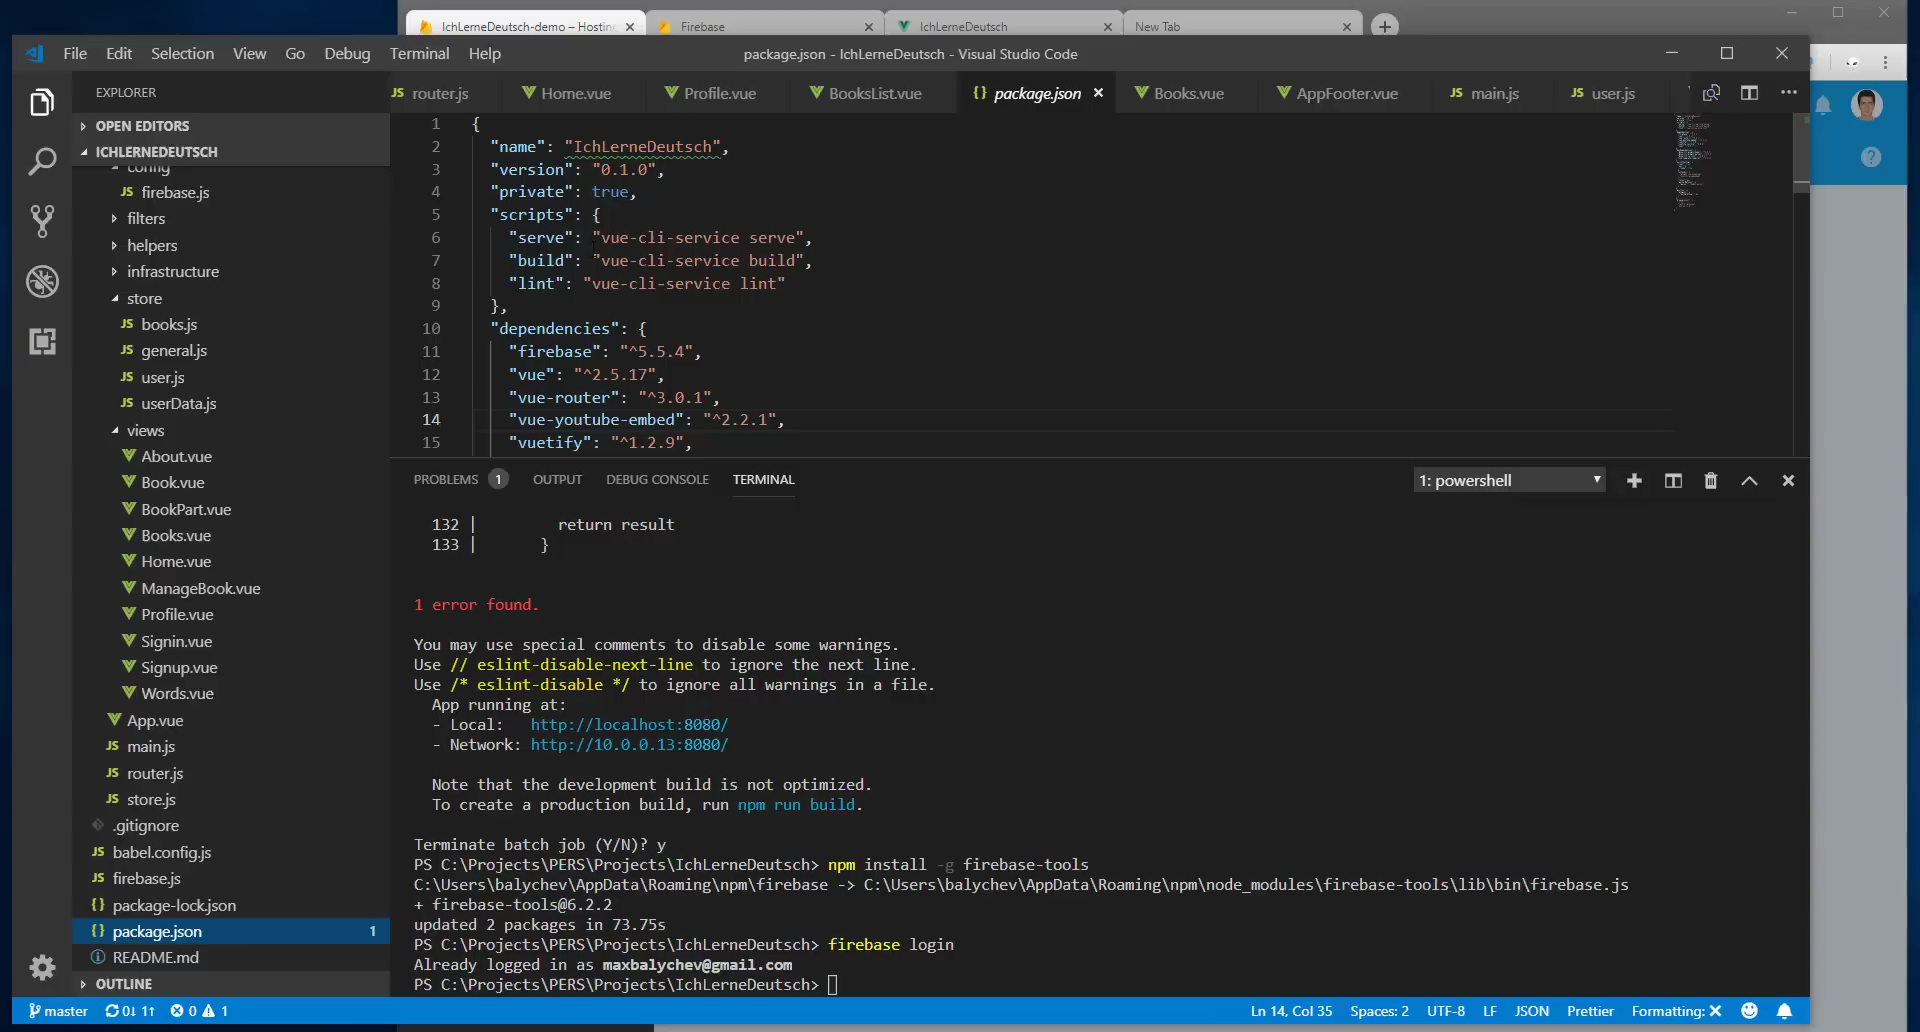 IchLerneDeutsch-demo – Hostin
Firebase
IchLerneDeutsch
New Tab
File Edit Selection View Go Debug Terminal Help
package.json - IchLerneDeutsch - Visual Studio Code
EXPLORER
OPEN EDITORS
ICHLERNEDEUTSCH
config
JS firebase.js
filters
helpers
infrastructure
store
JS books.js
JS general.js
JS user.js
JS userData.js
views
About.vue
Book.vue
BookPart.vue
Books.vue
Home.vue
ManageBook.vue
Profile.vue
Signin.vue
Signup.vue
Words.vue
App.vue
JS main.js
JS router.js
JS store.js
.gitignore
JS babel.config.js
JS firebase.js
{} package-lock.json
{} package.json 1
README.md
OUTLINE
JS router.js
Home.vue
Profile.vue
BooksList.vue
{} package.json
Books.vue
AppFooter.vue
JS main.js
JS user.js
1 {
2 "name": "IchLerneDeutsch",
3 "version": "0.1.0",
4 "private": true,
5 "scripts": {
6 "serve": "vue-cli-service serve",
7 "build": "vue-cli-service build",
8 "lint": "vue-cli-service lint"
9 },
10 "dependencies": {
11 "firebase": "^5.5.4",
12 "vue": "^2.5.17",
13 "vue-router": "^3.0.1",
14 "vue-youtube-embed": "^2.2.1",
15 "vuetify": "^1.2.9",
PROBLEMS 1 OUTPUT DEBUG CONSOLE TERMINAL
1: powershell
132 | return result
133 | }
1 error found.
You may use special comments to disable some warnings.
Use // eslint-disable-next-line to ignore the next line.
Use /* eslint-disable */ to ignore all warnings in a file.
App running at:
- Local: http://localhost:8080/
- Network: http://10.0.0.13:8080/
Note that the development build is not optimized.
To create a production build, run npm run build.
Terminate batch job (Y/N)? y
PS C:\Projects\PERS\Projects\IchLerneDeutsch> npm install -g firebase-tools
C:\Users\balychev\AppData\Roaming\npm\firebase -> C:\Users\balychev\AppData\Roaming\npm\node_modules\firebase-tools\lib\bin\firebase.js
+ firebase-tools@6.2.2
updated 2 packages in 73.75s
PS C:\Projects\PERS\Projects\IchLerneDeutsch> firebase login
Already logged in as maxbalychev@gmail.com
PS C:\Projects\PERS\Projects\IchLerneDeutsch>
master 0↓ 1↑ 0 1
Ln 14, Col 35 Spaces: 2 UTF-8 LF JSON Prettier Formatting: X